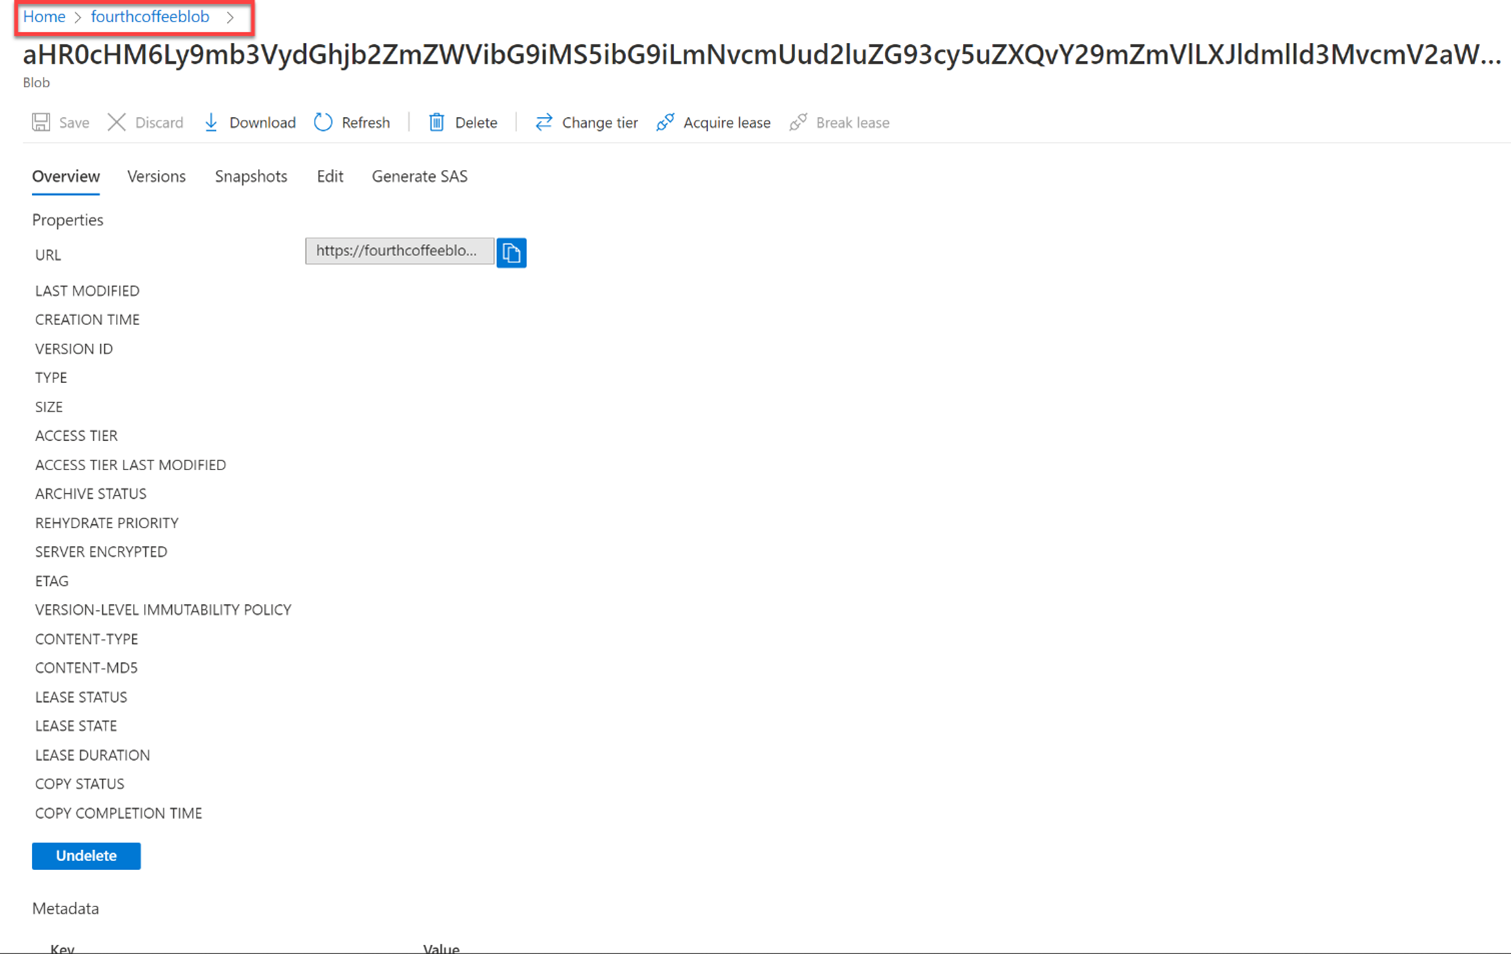 Home > fourthcoffeeblob >
aHR0cHM6Ly9mb3VydGhjb2ZmZWVibG9iMS5ibG9iLmNvcmUud2luZG93cy5uZXQvY29mZmVlLXJldmlld3MvcmV2aW...
Blob
Save Discard Download Refresh Delete Change tier Acquire lease Break lease
Overview Versions Snapshots Edit Generate SAS
Properties
URL https://fourthcoffeeblo...
LAST MODIFIED
CREATION TIME
VERSION ID
TYPE
SIZE
ACCESS TIER
ACCESS TIER LAST MODIFIED
ARCHIVE STATUS
REHYDRATE PRIORITY
SERVER ENCRYPTED
ETAG
VERSION-LEVEL IMMUTABILITY POLICY
CONTENT-TYPE
CONTENT-MD5
LEASE STATUS
LEASE STATE
LEASE DURATION
COPY STATUS
COPY COMPLETION TIME
Undelete
Metadata
Key Value